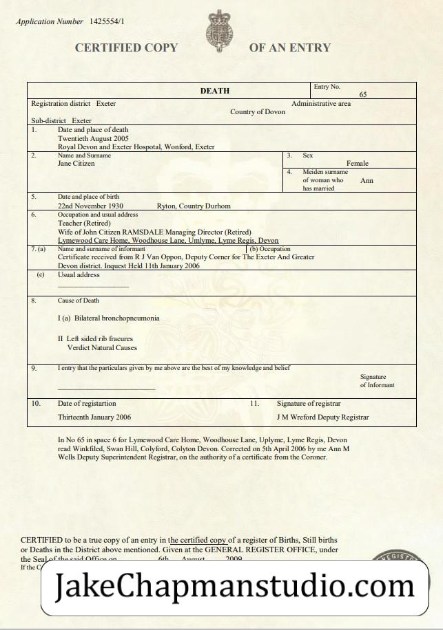 Application Number 1425554/1
CERTIFIED COPY OF AN ENTRY
DEATH
Entry No.
65
Registration district Exeter
Administrative area
Country of Devon
Sub-district Exeter
1. Date and place of death
Twentieth August 2005
Royal Devon and Exeter Hospotal, Wonford, Exeter
2. Name and Surname
Jane Citizen
3. Sex
Female
4. Meiden surname
of woman who
has married
Ann
5. Date and place of birth
22nd November 1930 Ryton, Country Durhom
6. Occupation and usual address
Teacher (Retired)
Wife of John Citizen RAMSDALE Managing Director (Retired)
Lymewood Care Home, Woodhouse Lane, Umlyme, Lyme Regis, Devon
7. (a) Name and surname of informant
(b) Occupation
Certificate received from R J Van Oppon, Deputy Corner for The Exeter And Greater
Devon district. Inquest Held 11th January 2006
(c) Usual address
8. Cause of Death
I (a) Bilateral bronchopneumonia
II Left sided rib fracures
Verdict Natural Causes
9. I entry that the particulars given by me above are the best of my knowledge and belief
Signature
of Informant
10. Date of registartion
Thirteenth January 2006
11. Signature of registrar
J M Wreford Deputy Registrar
In No 65 in space 6 for Lymewood Care Home, Woodhouse Lane, Uplyme, Lyme Regis, Devon
read Winkfiled, Swan Hill, Colyford, Colyton Devon. Corrected on 5th April 2006 by me Ann M
Wells Deputy Superintendent Registrar, on the authority of a certificate from the Coroner.
CERTIFIED to be a true copy of an entry in the certified copy of a register of Births, Still births
or Deaths in the District above mentioned. Given at the GENERAL REGISTER OFFICE, under
the Seal of the said Office on 6th August 2009
If the C
JakeChapmanstudio.com